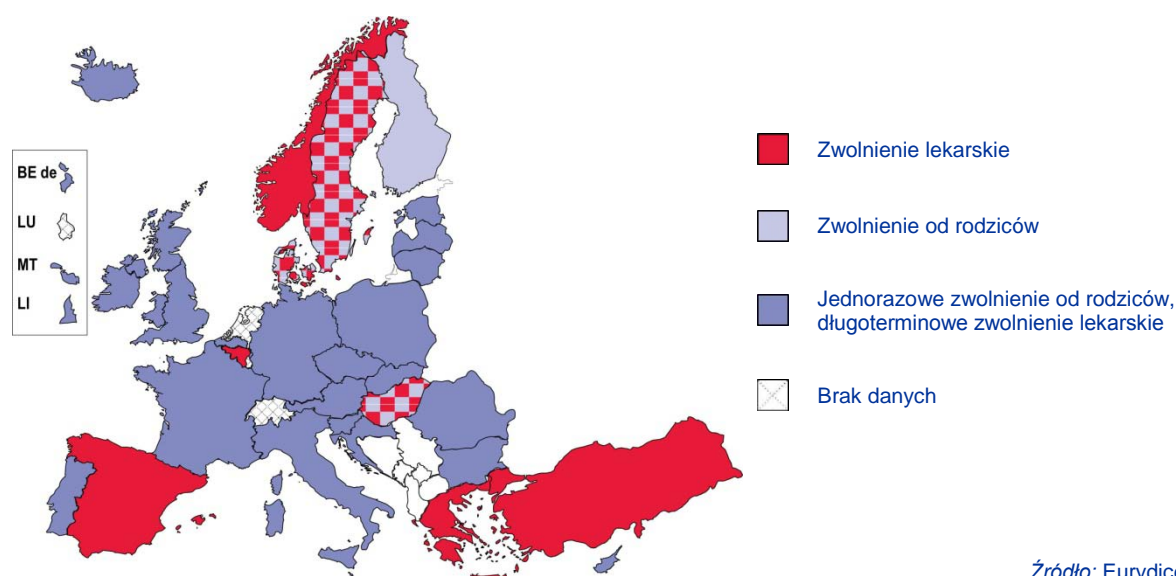 BE de
LU
MT
LI
Zwolnienie lekarskie
Zwolnienie od rodziców
Jednorazowe zwolnienie od rodziców,
długoterminowe zwolnienie lekarskie
Brak danych
Źródło: Eurydice